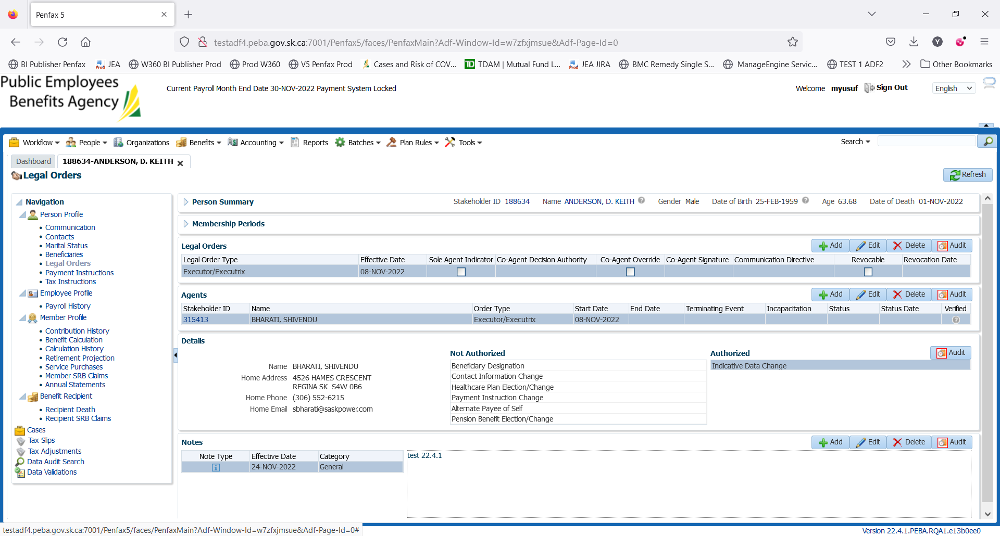 Penfax 5
testadf4.peba.gov.sk.ca:7001/Penfax5/faces/PenfaxMain?Adf-Window-Id=w7zfxjmsue&Adf-Page-Id=0
BI Publisher Penfax JEA W360 BI Publisher Prod Prod W360 V5 Penfax Prod Cases and Risk of COV... TDAM | Mutual Fund L... JEA JIRA BMC Remedy Single S... ManageEngine Servic... TEST 1 ADF2 Other Bookmarks
Public Employees
Benefits Agency
Current Payroll Month End Date 30-NOV-2022 Payment System Locked
Welcome myusuf Sign Out English
Workflow People Organizations Benefits Accounting Reports Batches Plan Rules Tools Search
Dashboard 188634-ANDERSON, D. KEITH
Legal Orders
Refresh
Navigation
Person Profile
Communication
Contacts
Marital Status
Beneficiaries
Legal Orders
Payment Instructions
Tax Instructions
Employee Profile
Payroll History
Member Profile
Contribution History
Benefit Calculation
Calculation History
Retirement Projection
Service Purchases
Member SRB Claims
Annual Statements
Benefit Recipient
Recipient Death
Recipient SRB Claims
Cases
Tax Slips
Tax Adjustments
Data Audit Search
Data Validations
Person Summary Stakeholder ID 188634 Name ANDERSON, D. KEITH Gender Male Date of Birth 25-FEB-1959 Age 63.68 Date of Death 01-NOV-2022
Membership Periods
Legal Orders Add Edit Delete Audit
Legal Order Type Effective Date Sole Agent Indicator Co-Agent Decision Authority Co-Agent Override Co-Agent Signature Communication Directive Revocable Revocation Date
Executor/Executrix 08-NOV-2022
Agents Add Edit Delete Audit
Stakeholder ID Name Order Type Start Date End Date Terminating Event Incapacitation Status Status Date Verified
315413 BHARATI, SHIVENDU Executor/Executrix 08-NOV-2022
Details
Name BHARATI, SHIVENDU
Home Address 4526 HAMES CRESCENT
REGINA SK S4W 0B6
Home Phone (306) 552-6215
Home Email sbharati@saskpower.com
Not Authorized
Beneficiary Designation
Contact Information Change
Healthcare Plan Election/Change
Payment Instruction Change
Alternate Payee of Self
Pension Benefit Election/Change
Authorized Audit
Indicative Data Change
Notes Add Edit Delete Audit
Note Type Effective Date Category
24-NOV-2022 General
test 22.4.1
testadf4.peba.gov.sk.ca:7001/Penfax5/faces/PenfaxMain?Adf-Window-Id=w7zfxjmsue&Adf-Page-Id=0#
Version 22.4.1.PEBA.RQA1.e13b0ee0